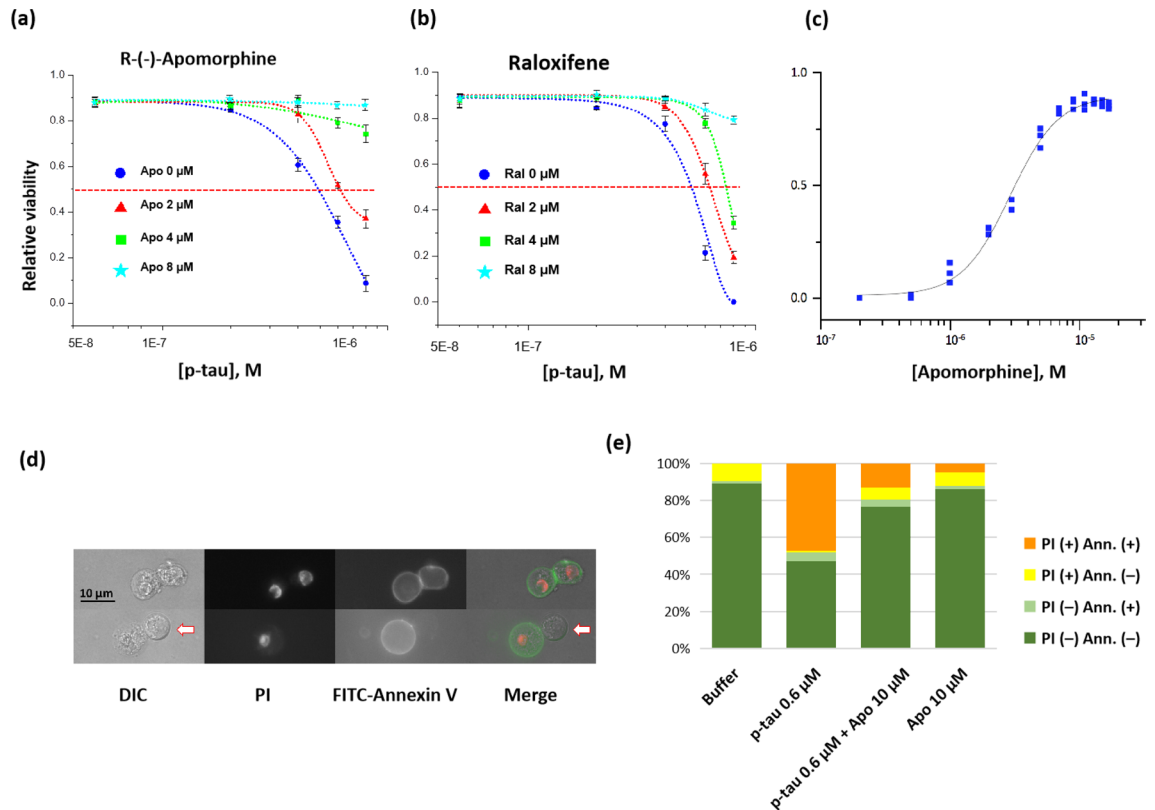 (a)
R-(-)-Apomorphine
Relative viability
1.0
0.8
0.6
0.4
0.2
0.0
Apo 0 µM
Apo 2 µM
Apo 4 µM
Apo 8 µM
5E-8
1E-7
1E-6
[p-tau], M
(b)
Raloxifene
1.0
0.8
0.6
0.4
0.2
0.0
Ral 0 µM
Ral 2 µM
Ral 4 µM
Ral 8 µM
5E-8
1E-7
1E-6
[p-tau], M
(c)
1.0
0.5
0.0
10-7
10-6
10-5
[Apomorphine], M
(d)
10 µm
DIC
PI
FITC-Annexin V
Merge
(e)
100%
80%
60%
40%
20%
0%
Buffer
p-tau 0.6 µM
p-tau 0.6 µM + Apo 10 µM
Apo 10 µM
PI (+) Ann. (+)
PI (+) Ann. (–)
PI (–) Ann. (+)
PI (–) Ann. (–)